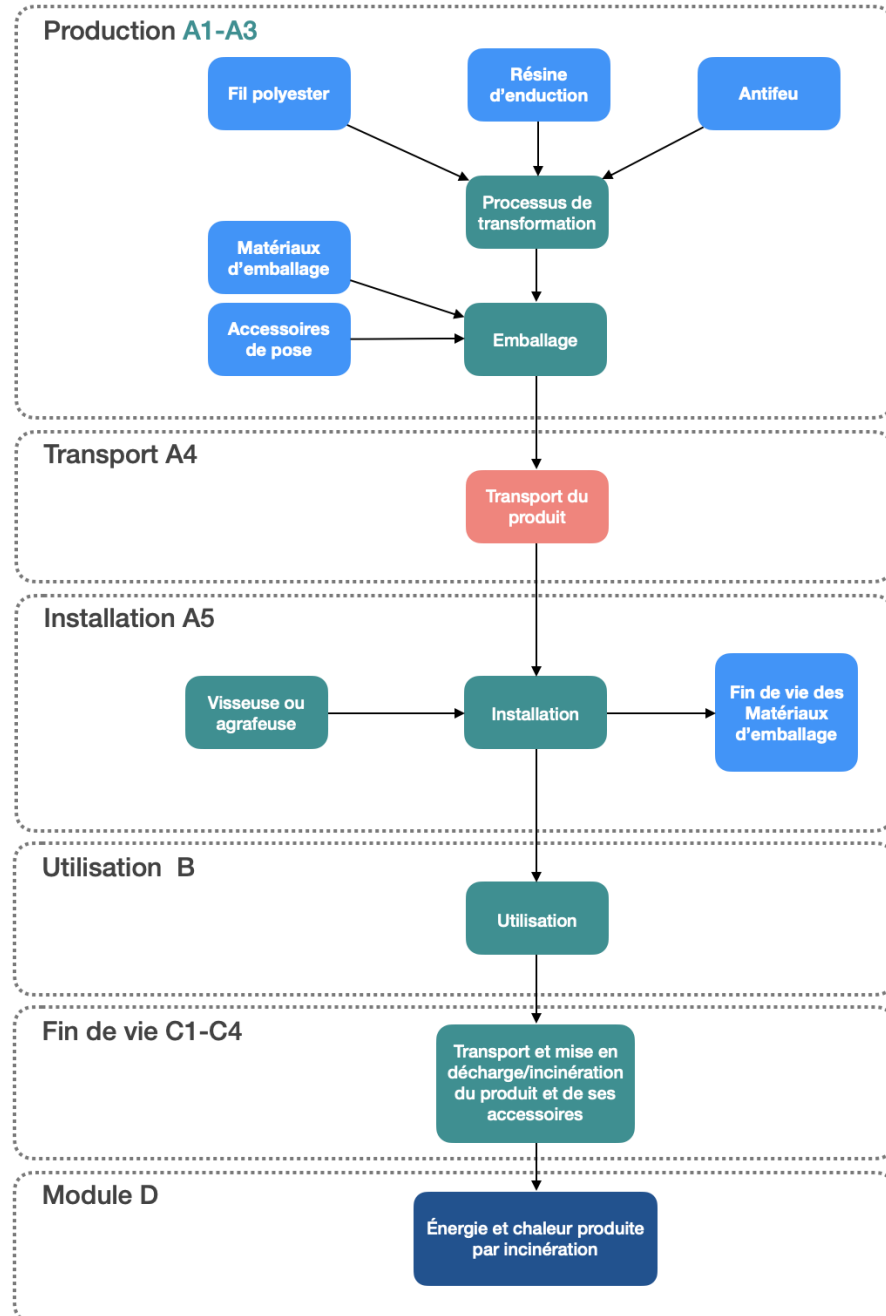 Production A1-A3
Fil polyester
Résine
d'enduction
Antifeu
Processus de
transformation
Matériaux
d'emballage
Accessoires
de pose
Emballage
Transport A4
Transport du
produit
Installation A5
Visseuse ou
agrafeuse
Installation
Fin de vie des
Matériaux
d'emballage
Utilisation  B
Utilisation
Fin de vie C1-C4
Transport et mise en
décharge/incinération
du produit et de ses
accessoires
Module D
Énergie et chaleur produite
par incinération